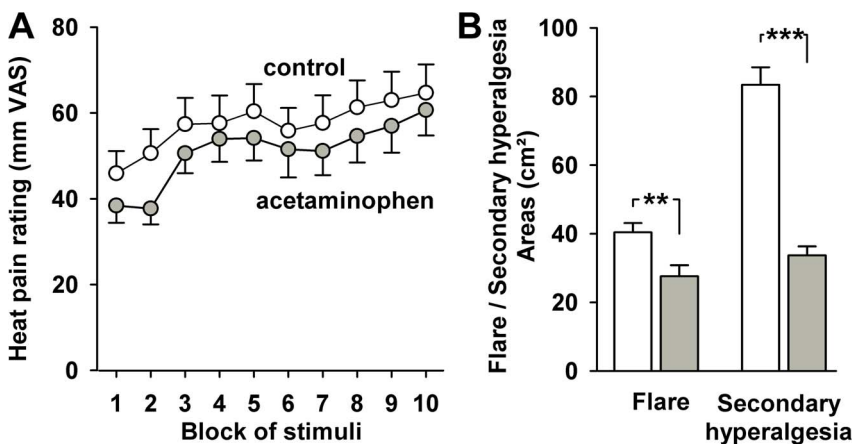 A
Heat pain rating (mm VAS)
80
60
40
20
0
control
acetaminophen
1 2 3 4 5 6 7 8 9 10
Block of stimuli
B
Flare / Secondary hyperalgesia
Areas (cm²)
100
80
60
40
20
0
**
***
Flare
Secondary
hyperalgesia